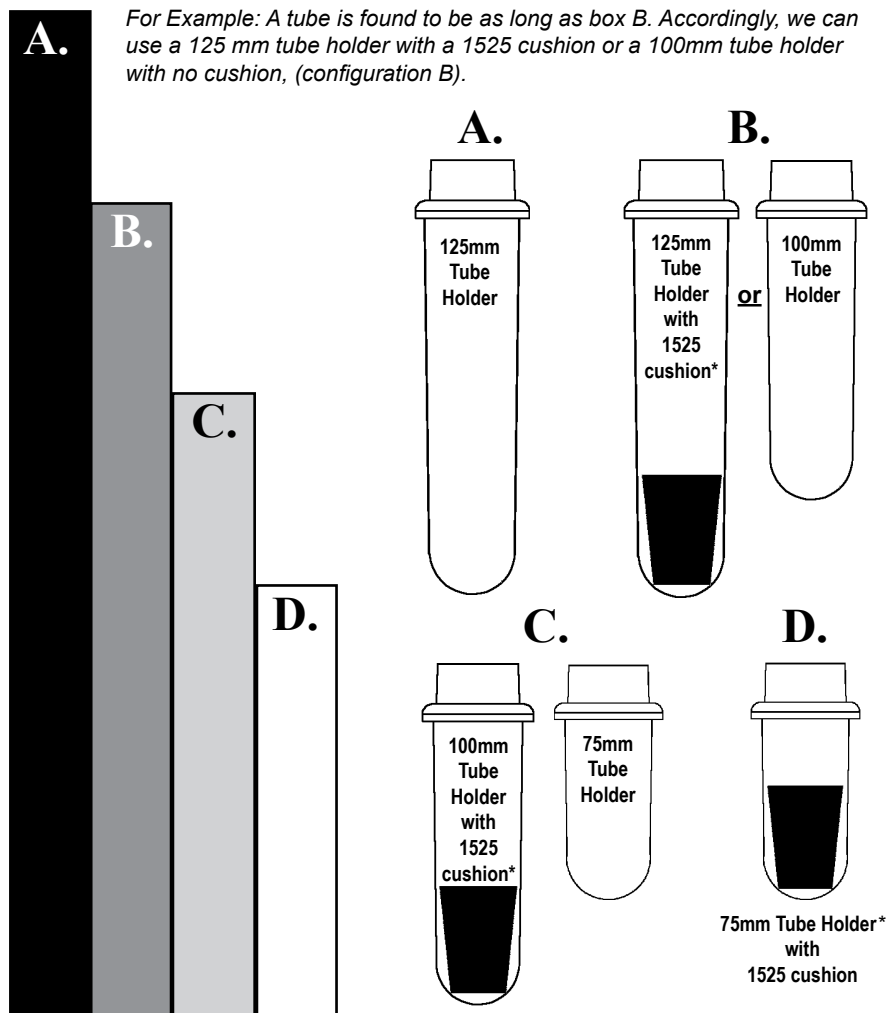 For Example: A tube is found to be as long as box B. Accordingly, we can
use a 125 mm tube holder with a 1525 cushion or a 100mm tube holder
with no cushion, (configuration B).
A.
B.
C.
D.
A.
125mm
Tube
Holder
B.
125mm
Tube
Holder
with
1525
cushion*
or
100mm
Tube
Holder
C.
100mm
Tube
Holder
with
1525
cushion*
75mm
Tube
Holder
D.
75mm Tube Holder*
with
1525 cushion